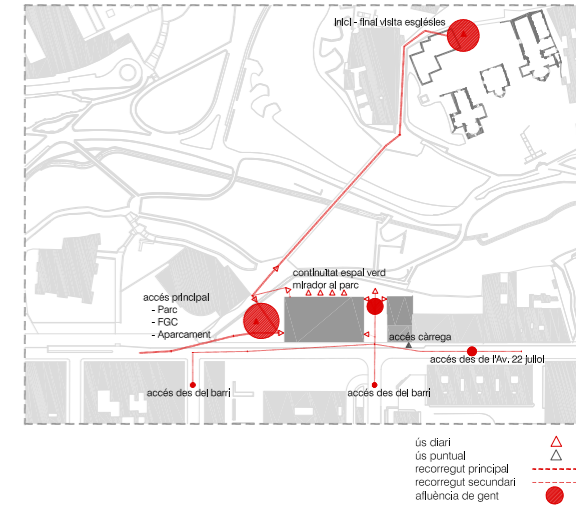 inici - final visita esglésies
continuïtat espai verd
mirador al parc
accés principal
- Parc
- FGC
- Aparcament
accés càrrega
accés des de l'Av. 22 juliol
accés des del barri
accés des del barri
ús diari
ús puntual
recorregut principal
recorregut secundari
afluència de gent